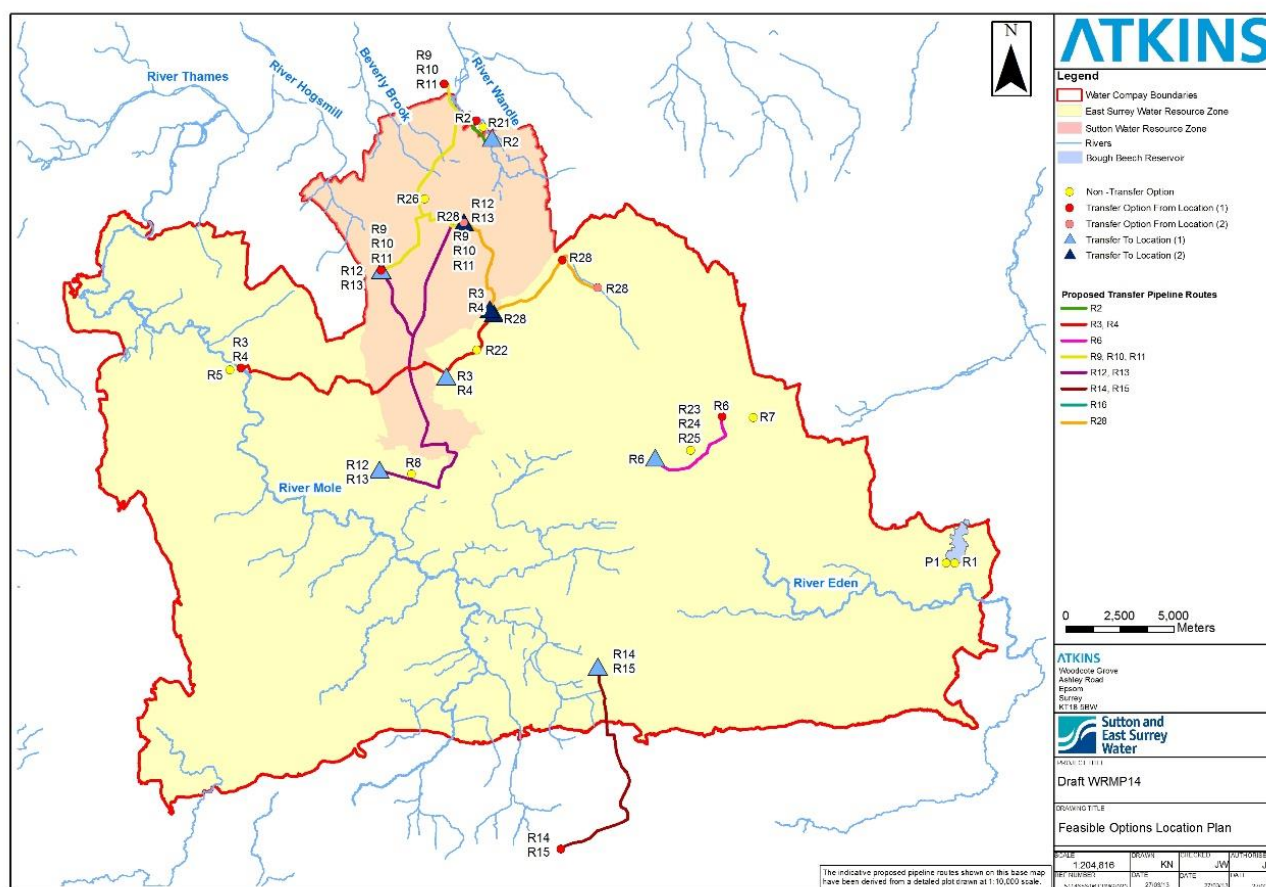 N
ATKINS
R9
R10
R11
River Thames
River Hogsmill
Beverly Brook
River Wandle
R2
R21
R2
R26
R28
R12
R13
R9
R10
R11
R9
R10
R11
R12
R13
R28
R28
R3
R4
R28
R3
R4
R5
R22
R3
R4
R23
R24
R25
R6
R7
R6
R12
R13
R8
River Mole
P1
R1
River Eden
R14
R15
R14
R15
The indicative proposed pipeline routes shown on this base map
have been derived from a detailed plot drawn at 1:10,000 scale.
Legend
Water Compay Boundaries
East Surrey Water Resource Zone
Sutton Water Resource Zone
Rivers
Bough Beech Reservoir
Non -Transfer Option
Transfer Option From Location (1)
Transfer Option From Location (2)
Transfer To Location (1)
Transfer To Location (2)
Proposed Transfer Pipeline Routes
R2
R3, R4
R6
R9, R10, R11
R12, R13
R14, R15
R16
R28
0 2,500 5,000
Meters
ATKINS
Woodcote Grove
Ashley Road
Epsom
Surrey
KT18 5BW
Sutton and
East Surrey
Water
PROJECT TITLE
Draft WRMP14
DRAWING TITLE
Feasible Options Location Plan
SCALE DRAWN CHECKED
1:204,816 KN JW
DATE DATE